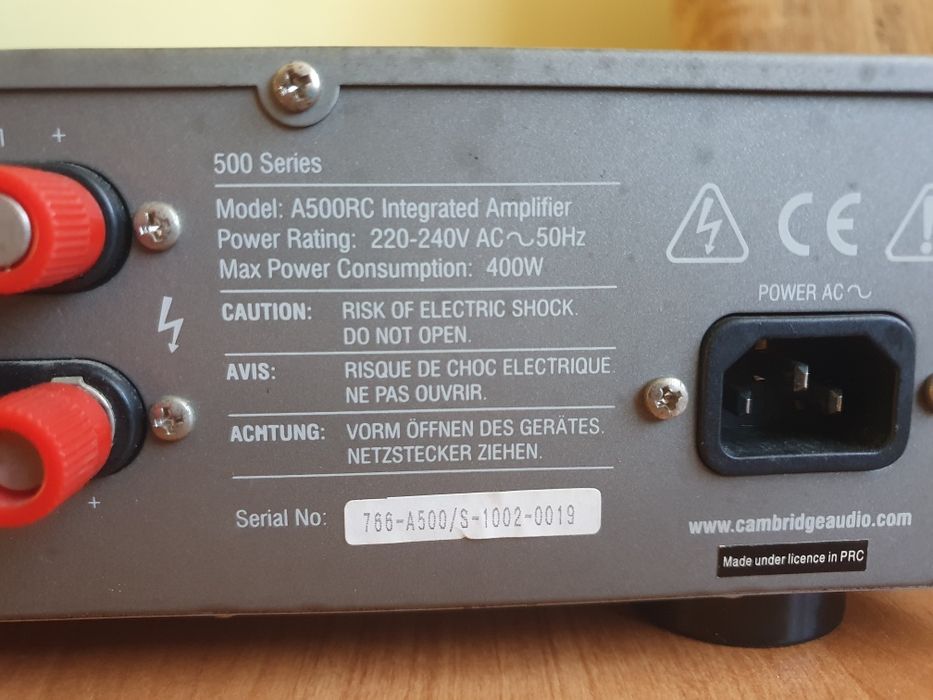 500 Series
Model: A500RC Integrated Amplifier
Power Rating: 220-240V AC~50Hz
Max Power Consumption: 400W
CAUTION: RISK OF ELECTRIC SHOCK.
DO NOT OPEN.
AVIS: RISQUE DE CHOC ELECTRIQUE
NE PAS OUVRIR.
ACHTUNG: VORM ÖFFNEN DES GERÄTES.
NETZSTECKER ZIEHEN.
Serial No: 766-A500/S-1002-0019
+
+
CE
POWER AC~
www.cambridgeaudio.com
Made under licence in PRC